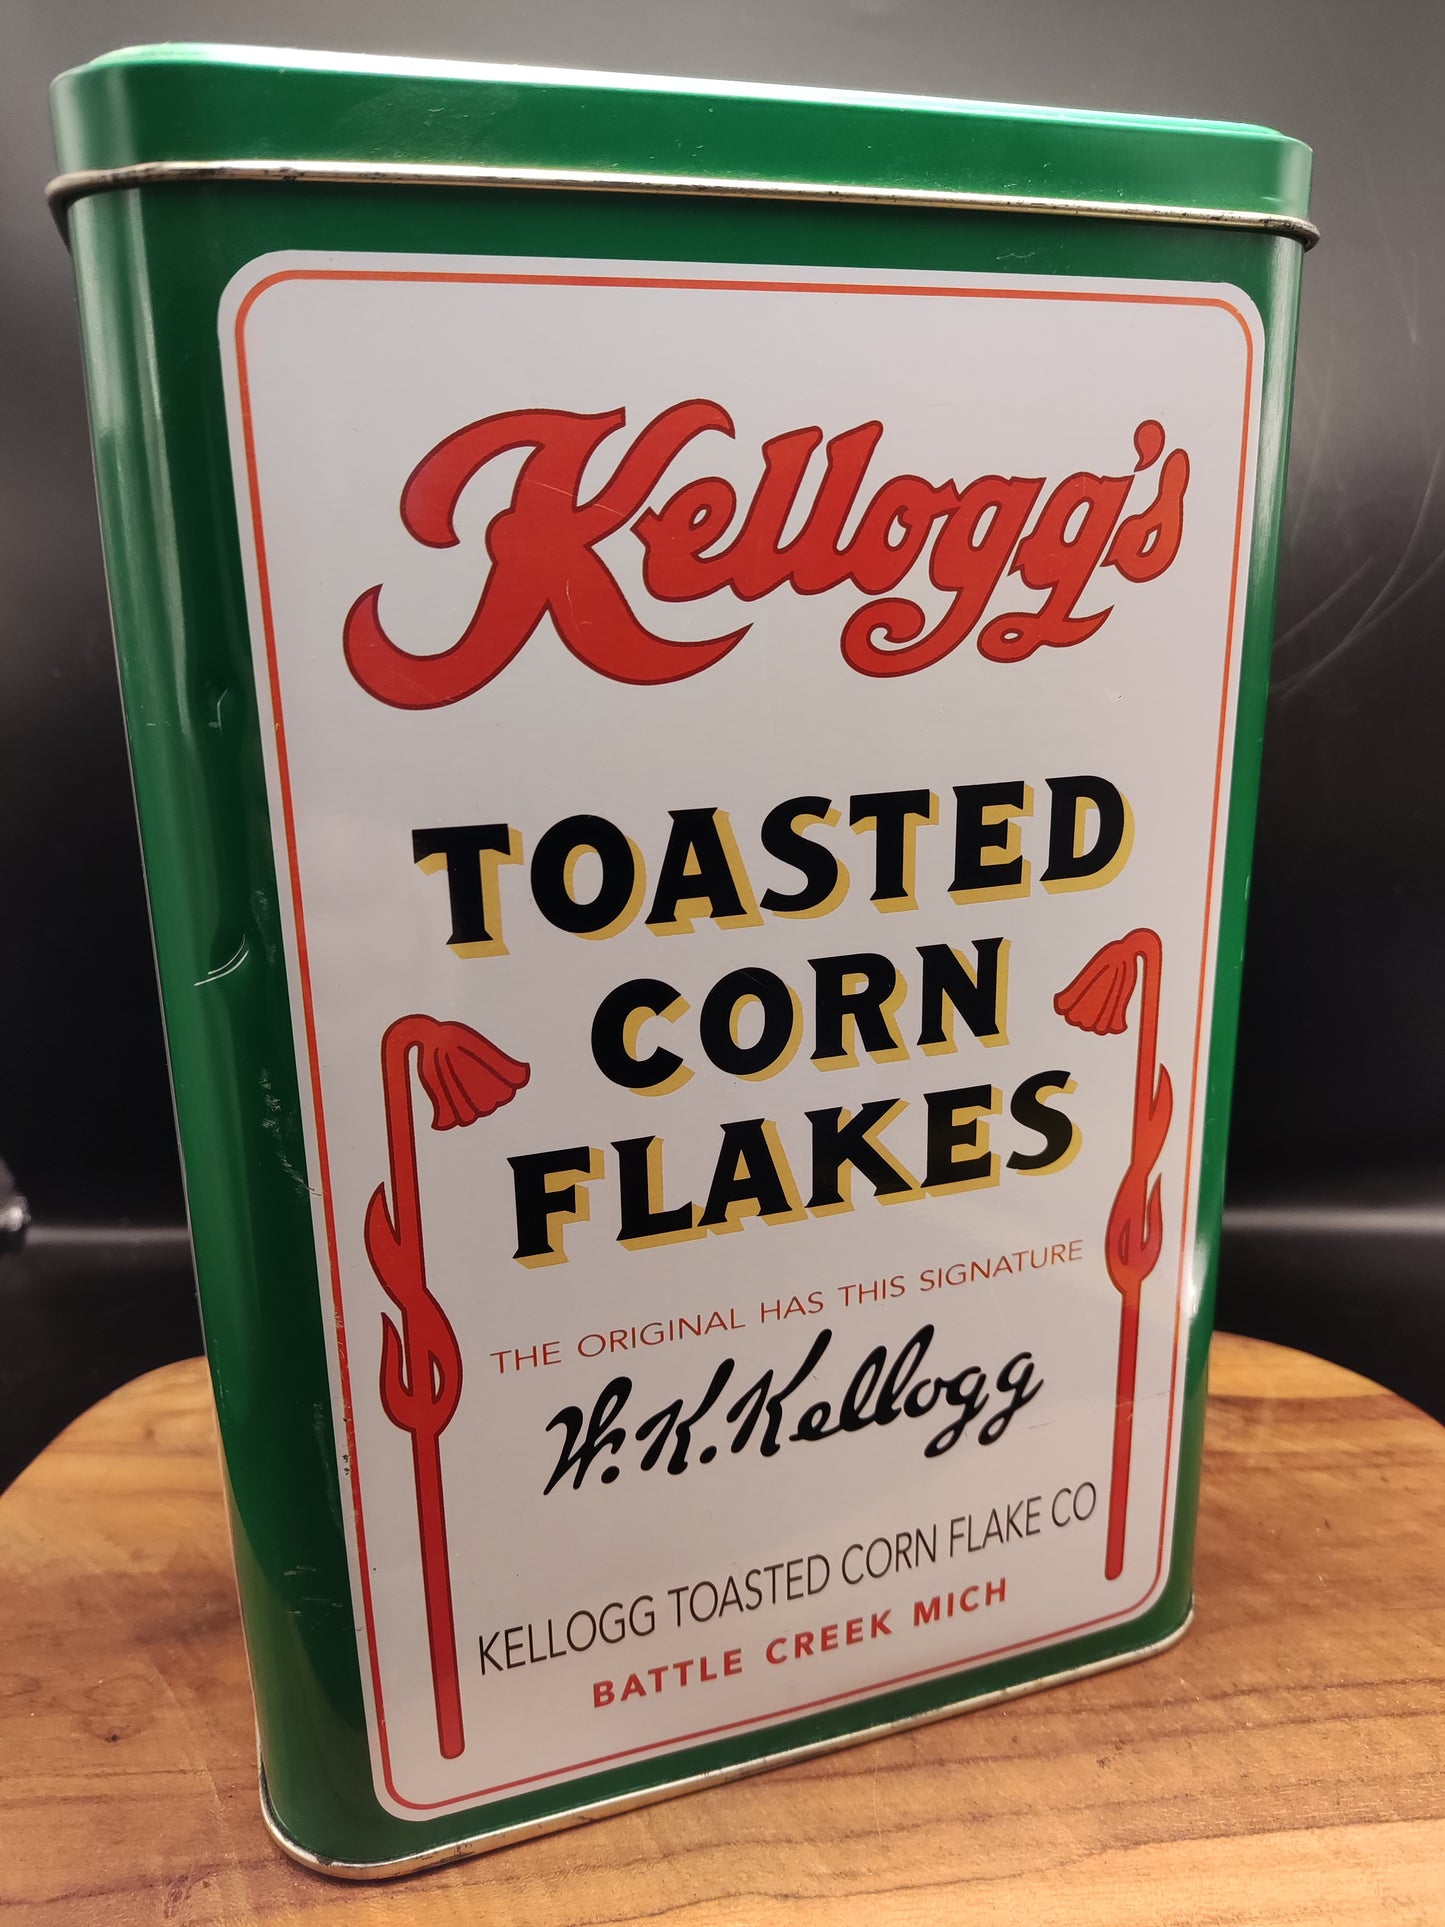 Kellogg's
TOASTED
CORN
FLAKES
THE ORIGINAL HAS THIS SIGNATURE
W. K. Kellogg
KELLOGG TOASTED CORN FLAKE CO
BATTLE CREEK MICH